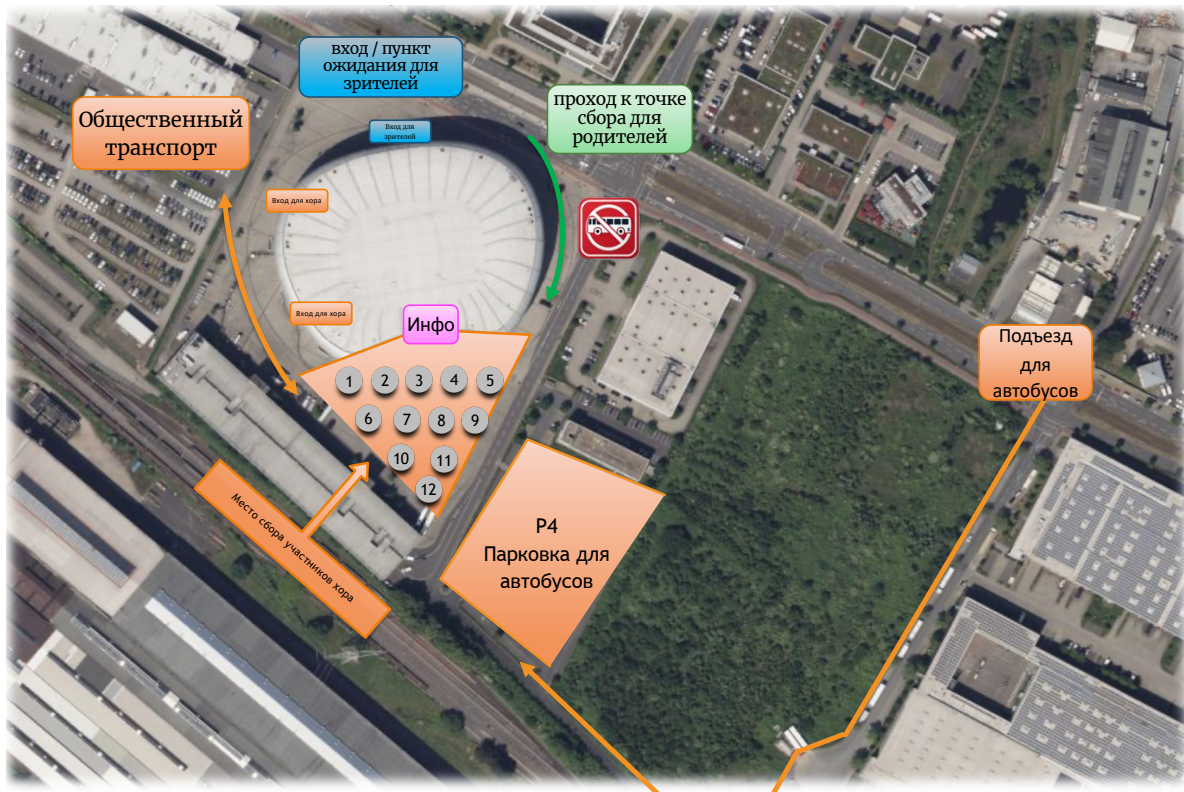 вход / пункт
ожидания для
зрителей
Общественный
транспорт
проход к точке
сбора для
родителей
Вход для
зрителей
Вход для хора
Вход для хора
Инфо
Подъезд
для
автобусов
1 2 3 4 5
6 7 8 9
10 11
12
Место сбора участников хора
P4
Парковка для
автобусов